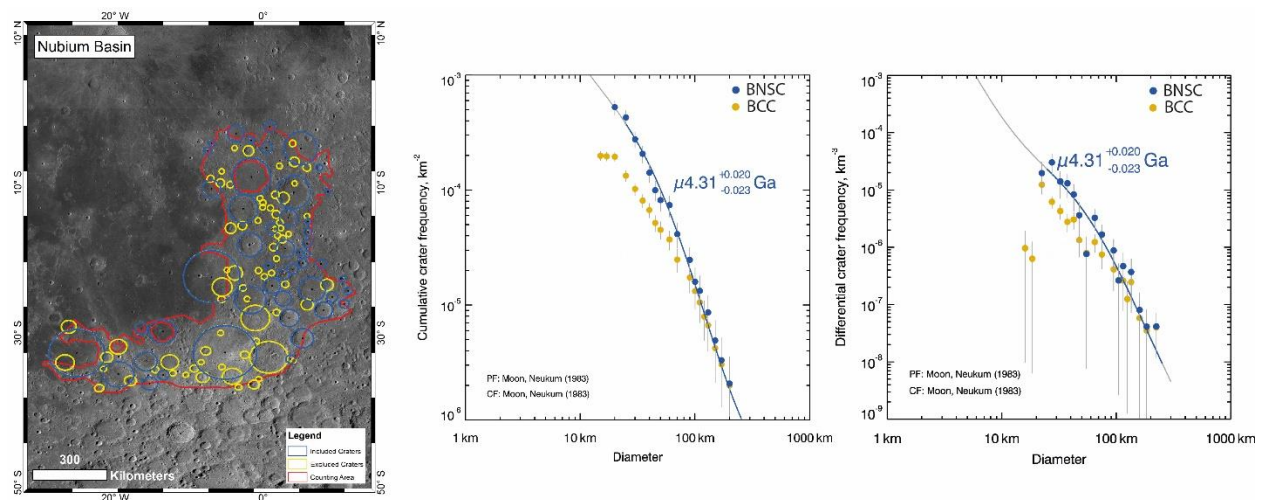 20° W
0°
10° N
10° N
Nubium Basin
10° S
10° S
30° S
30° S
300
Kilometers
Legend
Included Craters
Excluded Craters
Counting Area
50° S
50° S
20° W
0°
Cumulative crater frequency, km-2
10-3
10-4
10-5
10-6
BNSC
BCC
μ4.31 +0.020 -0.023 Ga
PF: Moon, Neukum (1983)
CF: Moon, Neukum (1983)
1 km
10 km
100 km
1000 km
Diameter
Differential crater frequency, km-3
10-3
10-4
10-5
10-6
10-7
10-8
10-9
BNSC
BCC
μ4.31 +0.020 -0.023 Ga
PF: Moon, Neukum (1983)
CF: Moon, Neukum (1983)
1 km
10 km
100 km
1000 km
Diameter